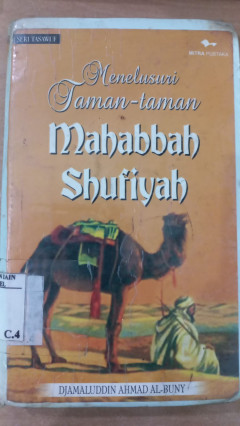 SERI TASAWUF
MITRA PUSTAKA
Menelusuri
Taman-taman
Mahabbah
Shufiyah
C.4
DJAMALUDDIN AHMAD AL-BUNY